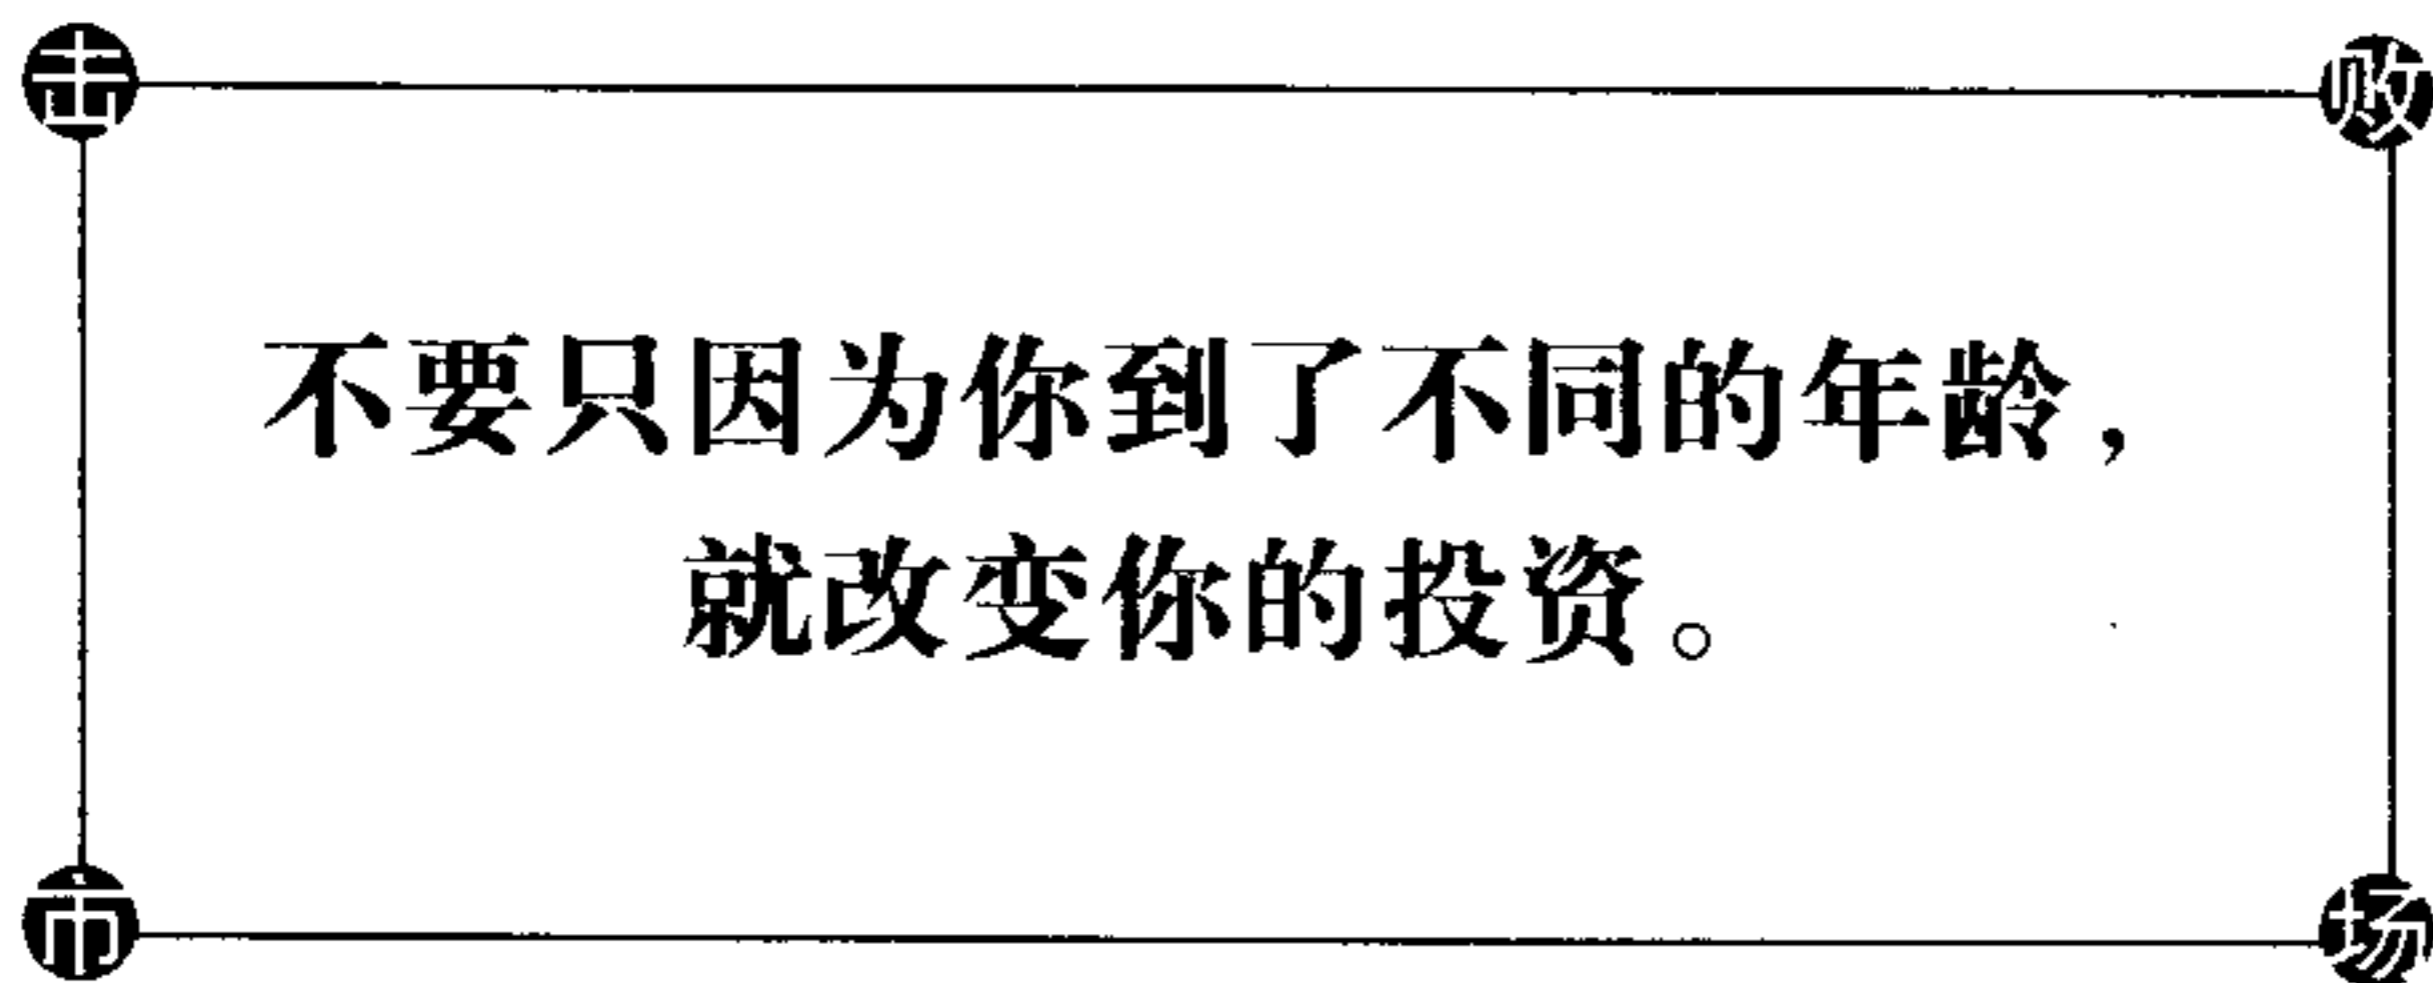 击 败
不要只因为你到了不同的年龄，
就改变你的投资。
市 场